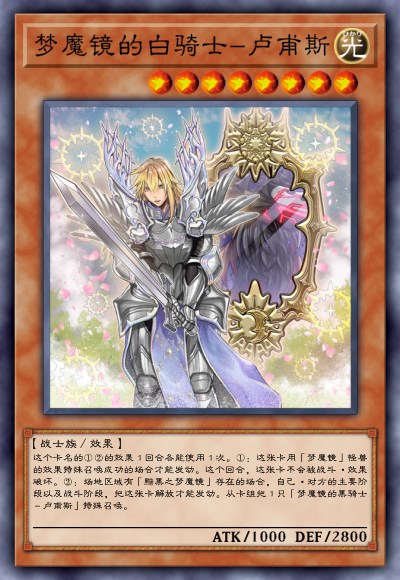 梦魔镜的白骑士-卢甫斯
ひかり
光
【战士族/效果】
这个卡名的①②的效果1回合各能使用1次。①：这张卡用「梦魔镜」怪兽
的效果特殊召唤成功的场合才能发动。这个回合，这张卡不会被战斗·效果
破坏。②：场地区域有「黯黑之梦魔镜」存在的场合，自己·对方的主要阶
段以及战斗阶段，把这张卡解放才能发动。从卡组把1只「梦魔镜的黑骑士
-卢甫斯」特殊召唤。
ATK/1000 DEF/2800